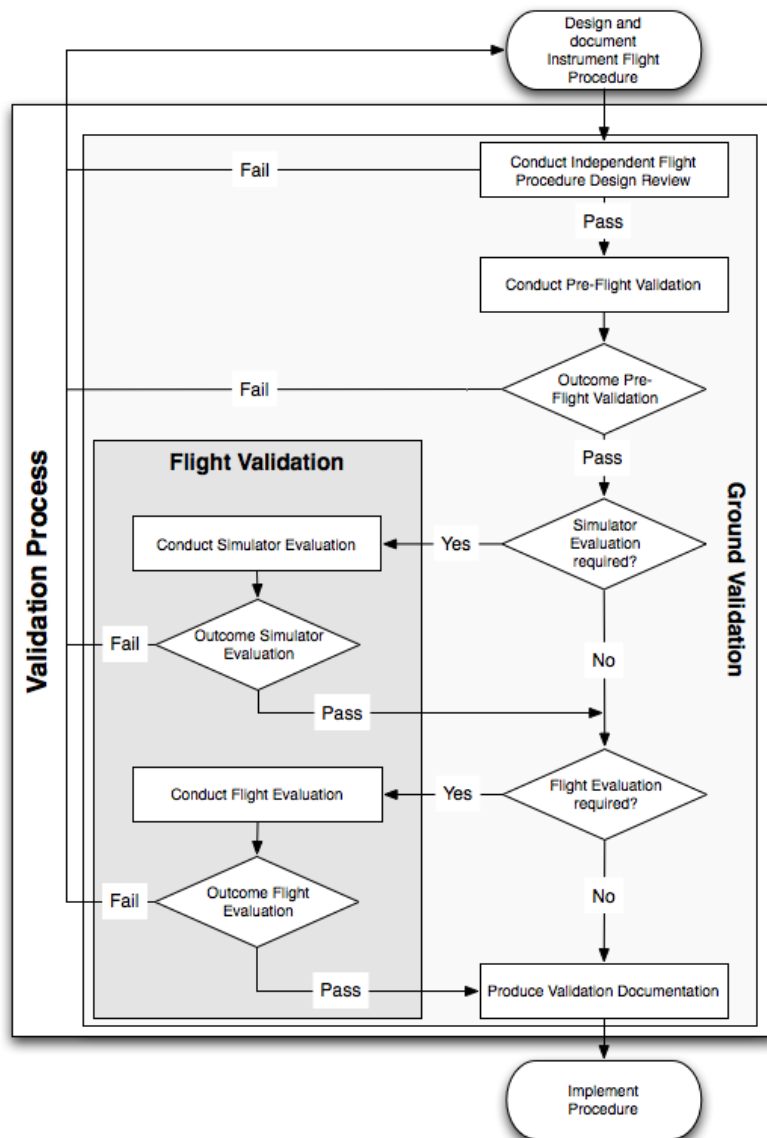 Design and
document
Instrument Flight
Procedure
Conduct Independent Flight
Procedure Design Review
Fail
Pass
Conduct Pre-Flight Validation
Outcome Pre-
Flight Validation
Fail
Pass
Validation Process
Flight Validation
Ground Validation
Simulator
Evaluation
required?
Yes
Conduct Simulator Evaluation
Outcome Simulator
Evaluation
Fail
No
Pass
Flight Evaluation
required?
Yes
Conduct Flight Evaluation
Outcome Flight
Evaluation
Fail
No
Pass
Produce Validation Documentation
Implement
Procedure